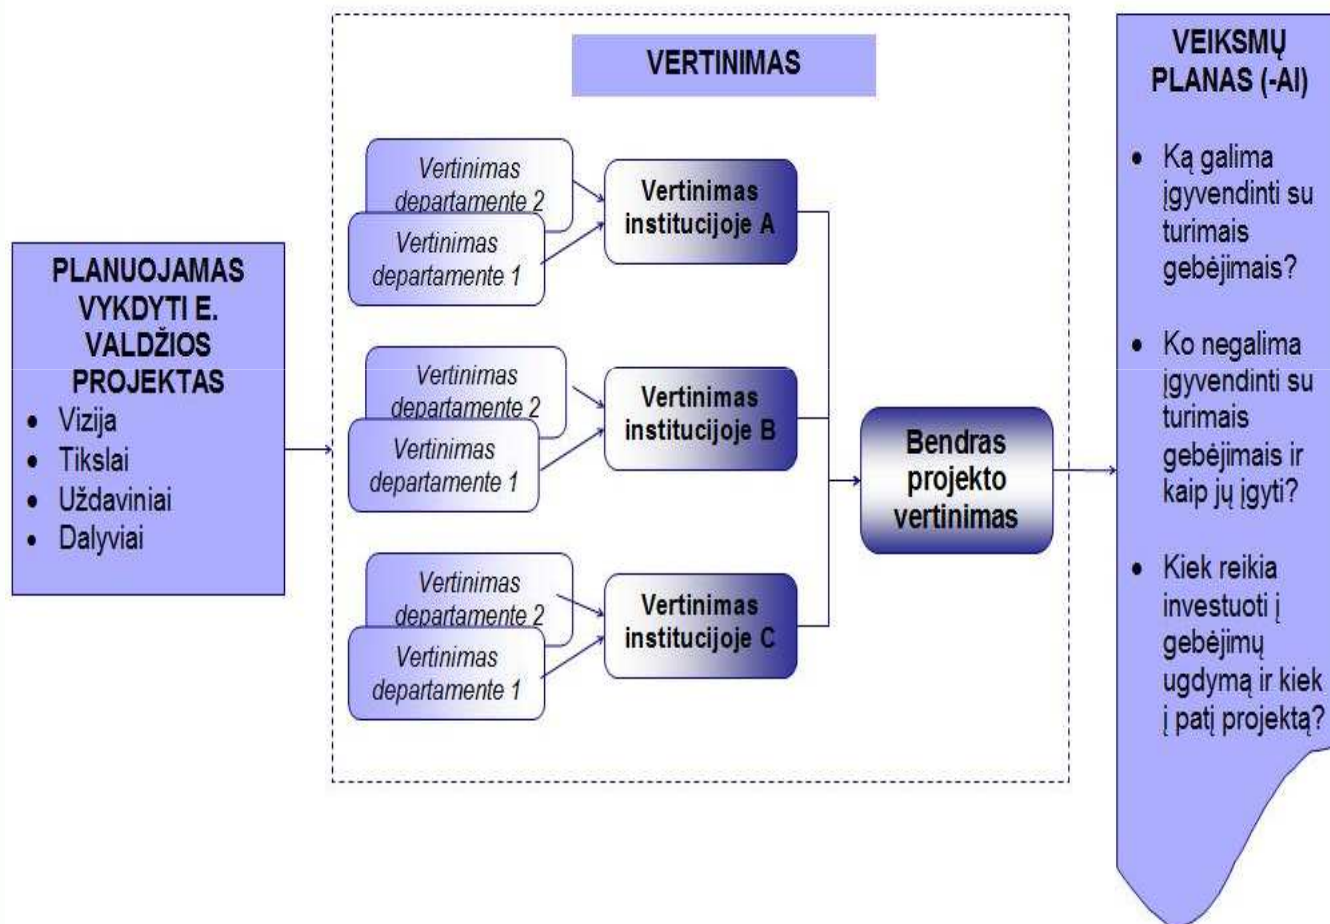 PLANUOJAMAS
VYKDYTI E.
VALDŽIOS
PROJEKTAS
• Vizija
• Tikslai
• Uždaviniai
• Dalyviai
VERTINIMAS
Vertinimas
departamente 2
Vertinimas
departamente 1
Vertinimas
institucijoje A
Vertinimas
departamente 2
Vertinimas
departamente 1
Vertinimas
institucijoje B
Vertinimas
departamente 2
Vertinimas
departamente 1
Vertinimas
institucijoje C
Bendras
projekto
vertinimas
VEIKSMŲ
PLANAS (-AI)
• Ką galima
įgyvendinti su
turimais
gebėjimais?
• Ko negalima
įgyvendinti su
turimais
gebėjimais ir
kaip jų įgyti?
• Kiek reikia
investuoti į
gebėjimų
ugdymą ir kiek
į patį projektą?